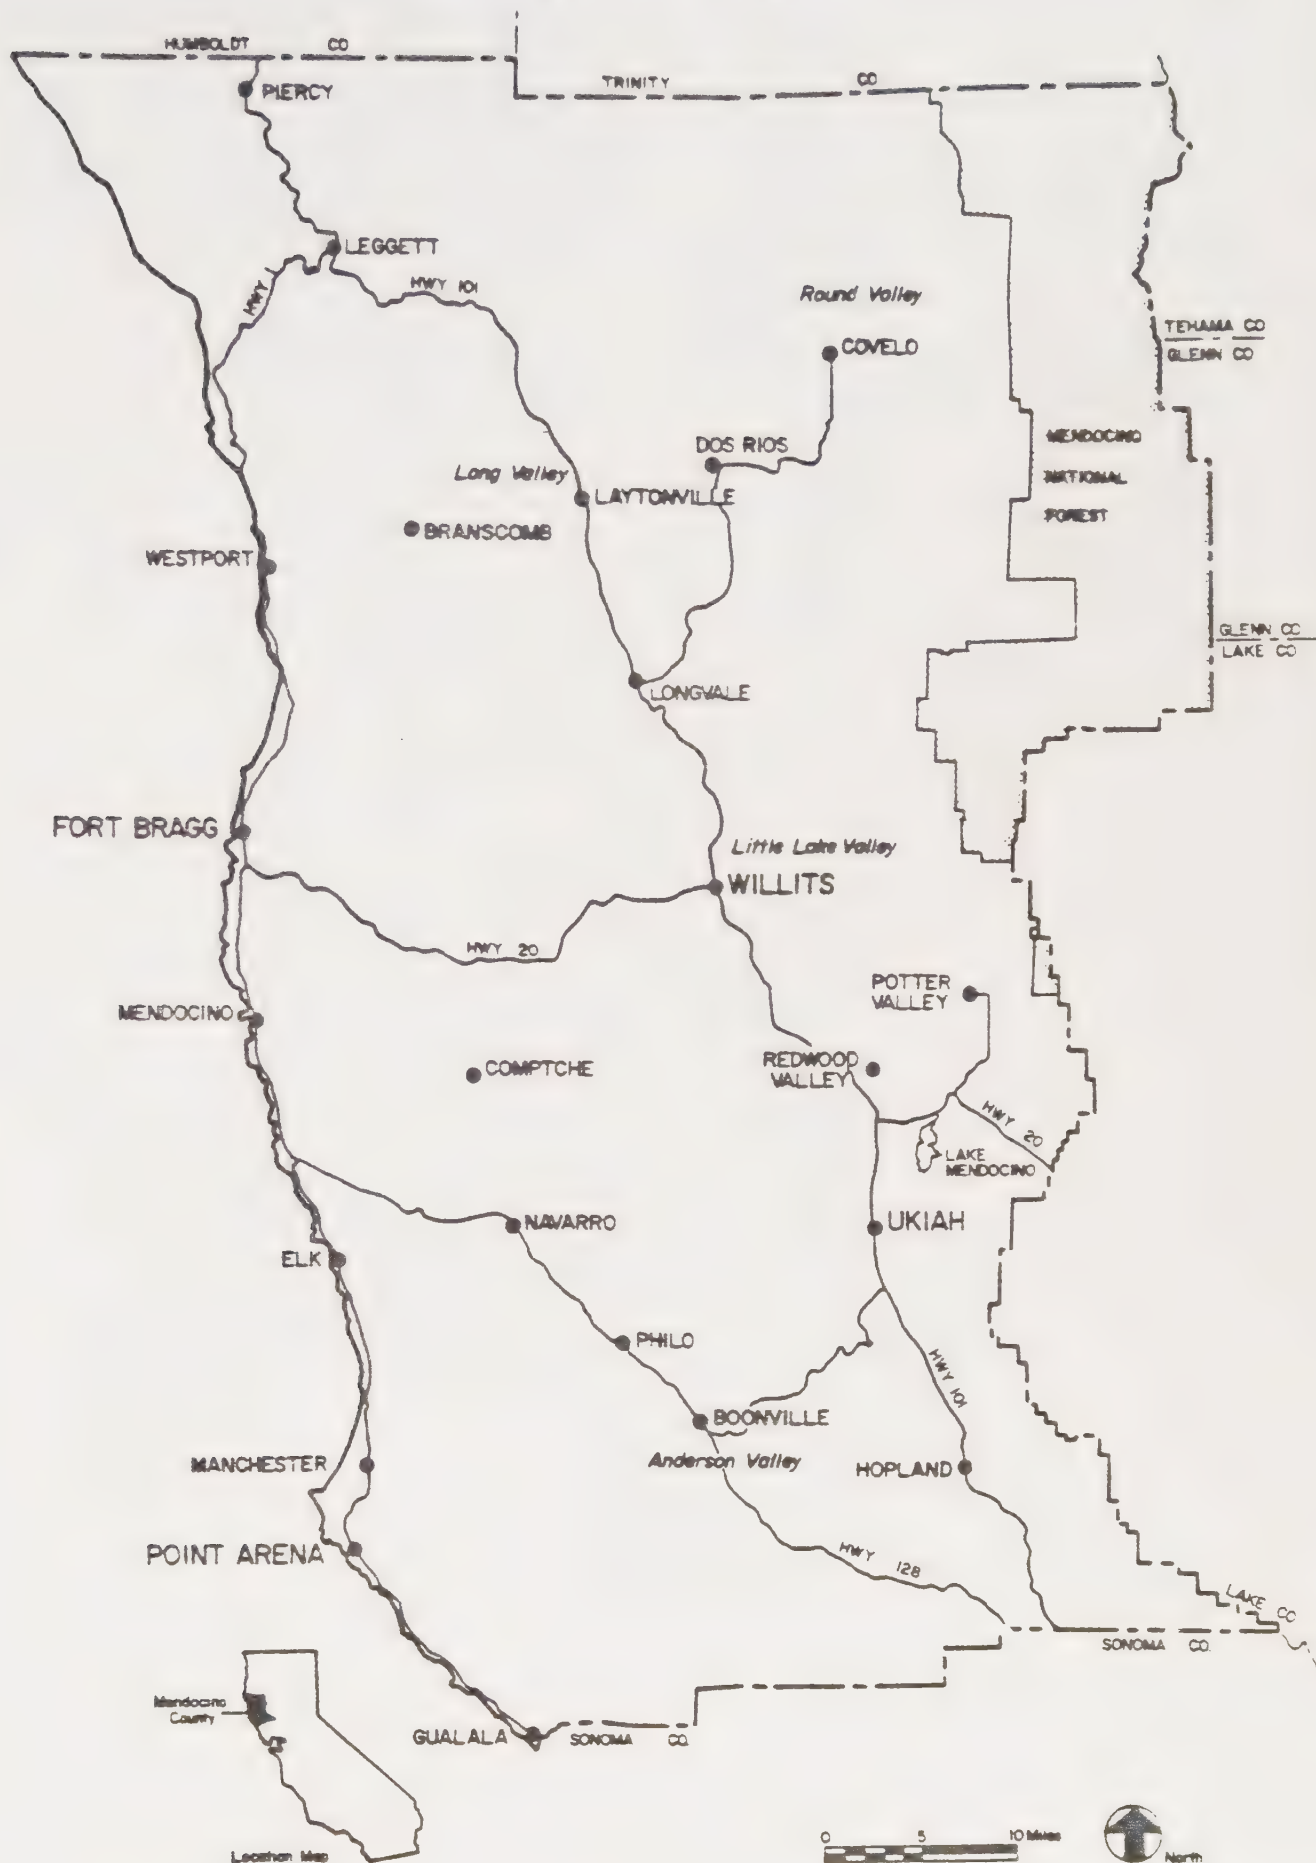 HUMBOLDT CO
TRINITY CO
PIERCY
LEGGETT
HWY 101
HWY 1
Round Valley
COVELO
TEHAMA CO
GLENN CO
DOS RIOS
MENDOCINO
NATIONAL
FOREST
Long Valley
LAYTONVILLE
BRANSCOMB
WESTPORT
GLENN CO
LAKE CO
LONGVALE
FORT BRAGG
Little Lake Valley
WILLITS
HWY 20
POTTER
VALLEY
MENDOCINO
COMPTCHE
REDWOOD
VALLEY
HWY 20
LAKE
MENDOCINO
NAVARRO
UKIAH
ELK
PHILO
HWY 101
BOONVILLE
Anderson Valley
MANCHESTER
HOPLAND
POINT ARENA
HWY 128
LAKE CO
SONOMA CO.
Mendocino
County
GUALALA
SONOMA CO.
0 5 10 Miles
North
Location Map